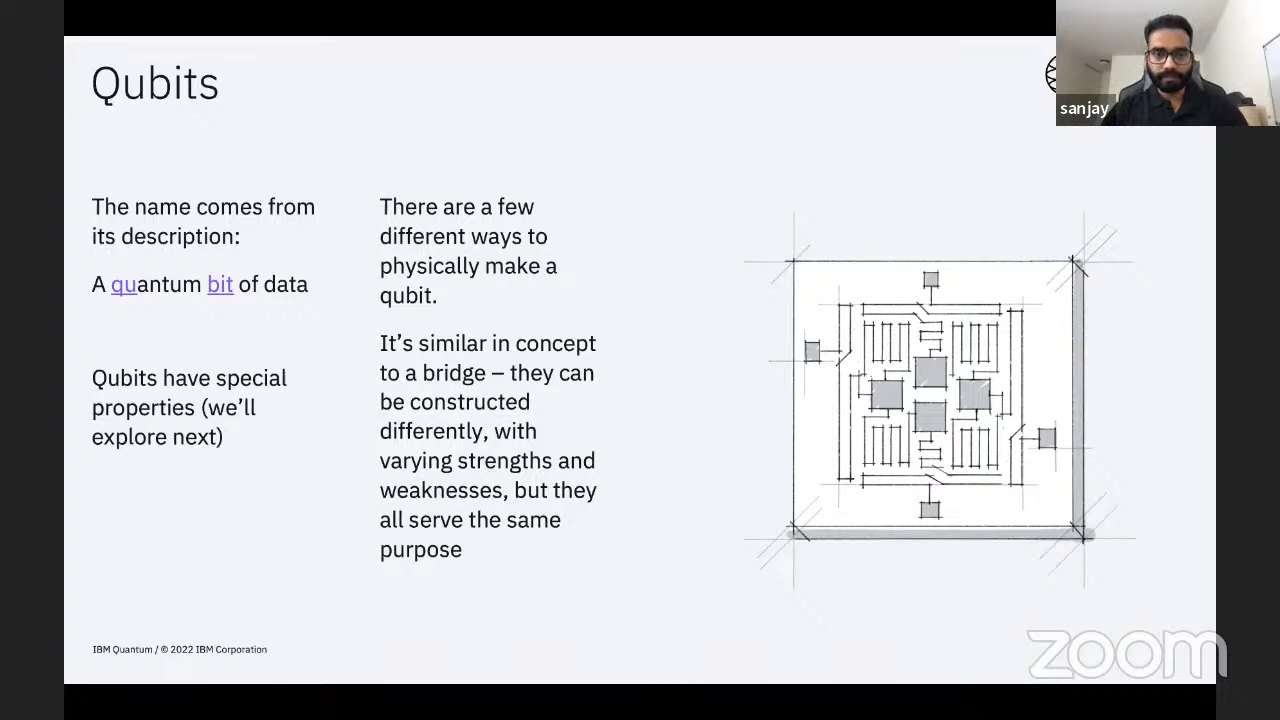 Qubits
sanjay
The name comes from
its description:
A quantum bit of data
Qubits have special
properties (we’ll
explore next)
There are a few
different ways to
physically make a
qubit.
It’s similar in concept
to a bridge – they can
be constructed
differently, with
varying strengths and
weaknesses, but they
all serve the same
purpose
IBM Quantum / © 2022 IBM Corporation
zoom